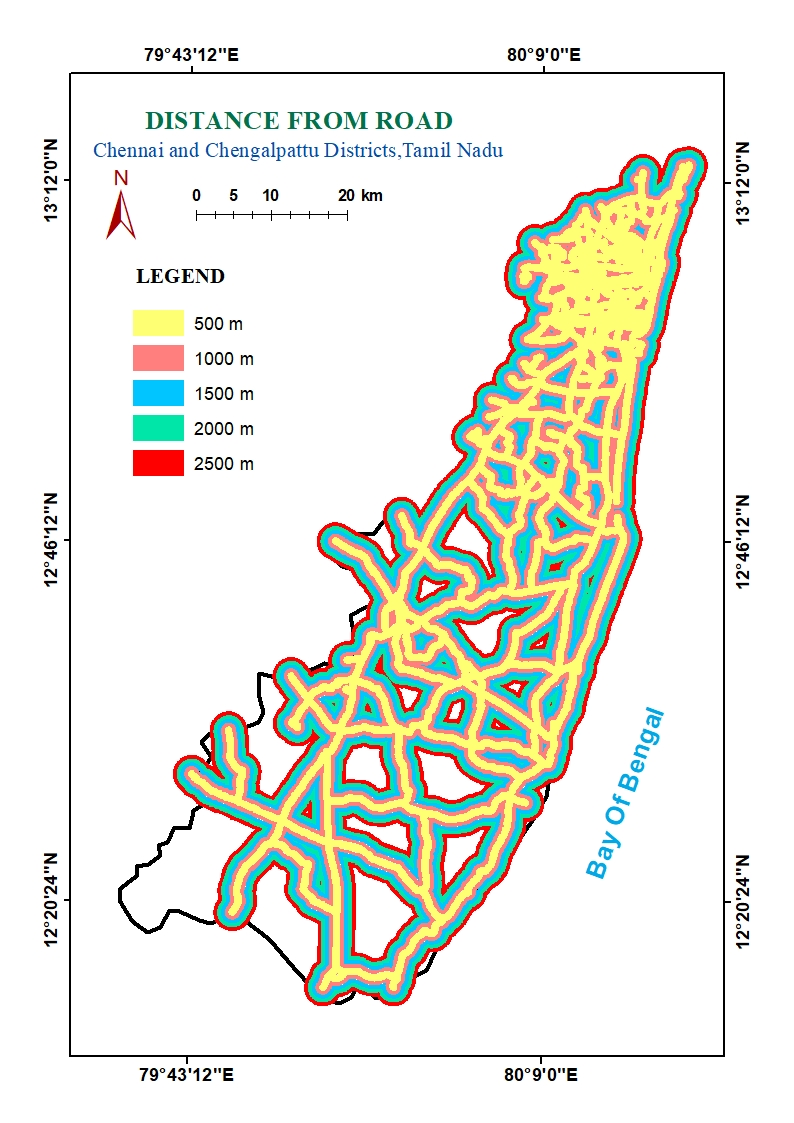 79°43'12"E 80°9'0"E
DISTANCE FROM ROAD
Chennai and Chengalpattu Districts,Tamil Nadu
N
0 5 10 20 km
13°12'0"N 13°12'0"N
LEGEND
500 m
1000 m
1500 m
2000 m
2500 m
12°46'12"N 12°46'12"N
Bay Of Bengal
12°20'24"N 12°20'24"N
79°43'12"E 80°9'0"E